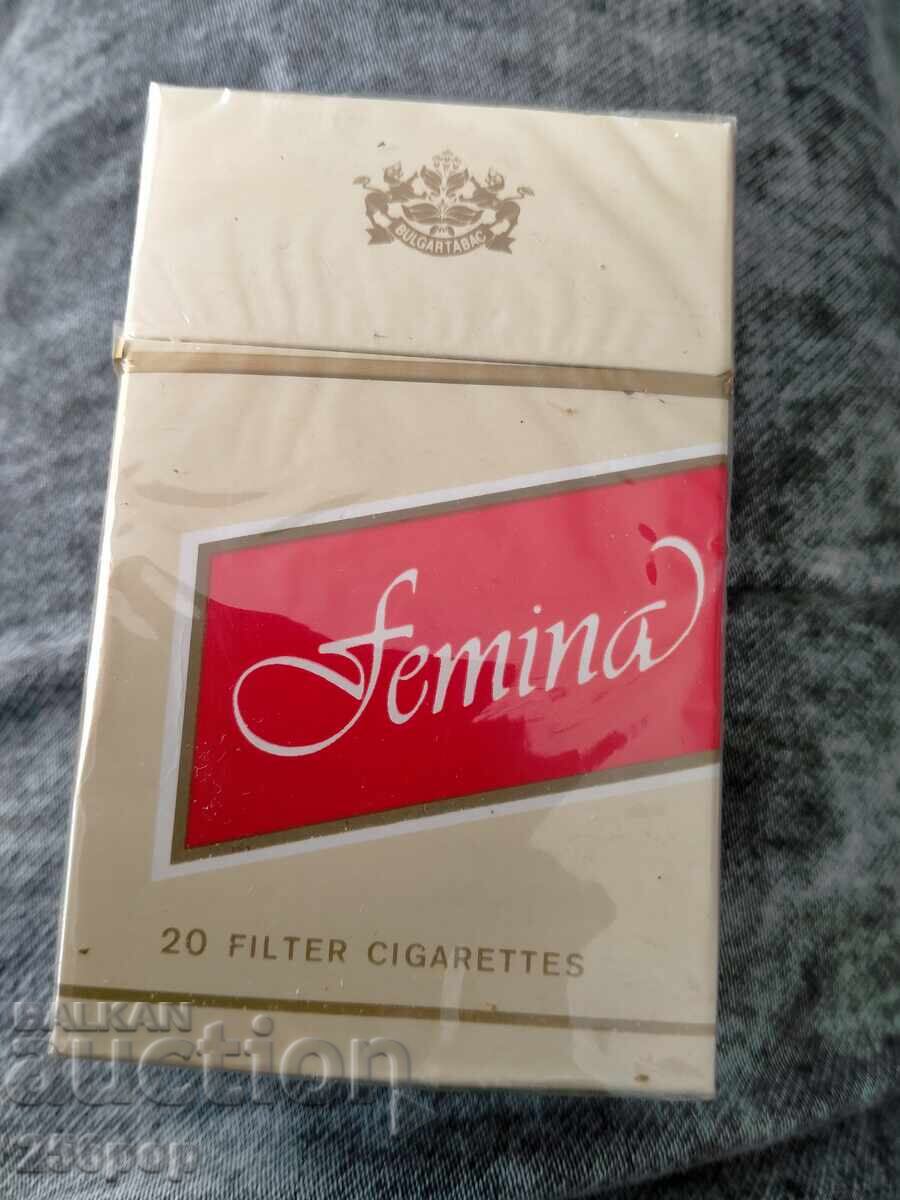 BULGARTABAC
Femina
20 FILTER CIGARETTES
BALKAN
auction
256pop